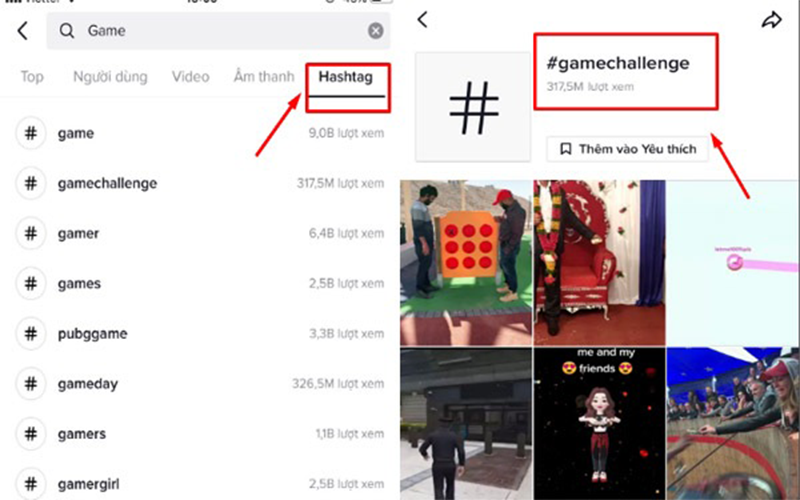 Game
Top Người dùng Video Âm thanh Hashtag
# game 9,0B lượt xem
# gamechallenge 317,5M lượt xem
# gamer 6,4B lượt xem
# games 2,5B lượt xem
# pubggame 3,3B lượt xem
# gameday 326,5M lượt xem
# gamers 1,1B lượt xem
# gamergirl 2,5B lượt xem
#gamechallenge
317,5M lượt xem
#
Thêm vào Yêu thích
me and my
😍 friends 😍